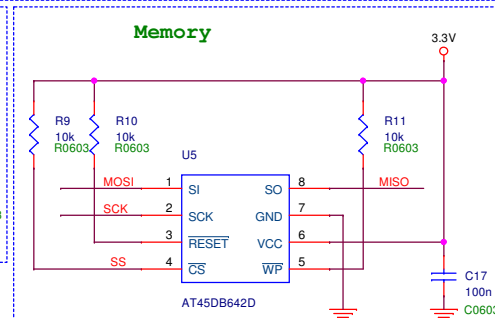 Memory
3.3V
R9
10k
R0603
R10
10k
R0603
R11
10k
R0603
U5
MOSI 1 SI SO 8 MISO
SCK 2 SCK GND 7
3 RESET VCC 6
SS 4 CS WP 5
AT45DB642D
C17
100n
C0603